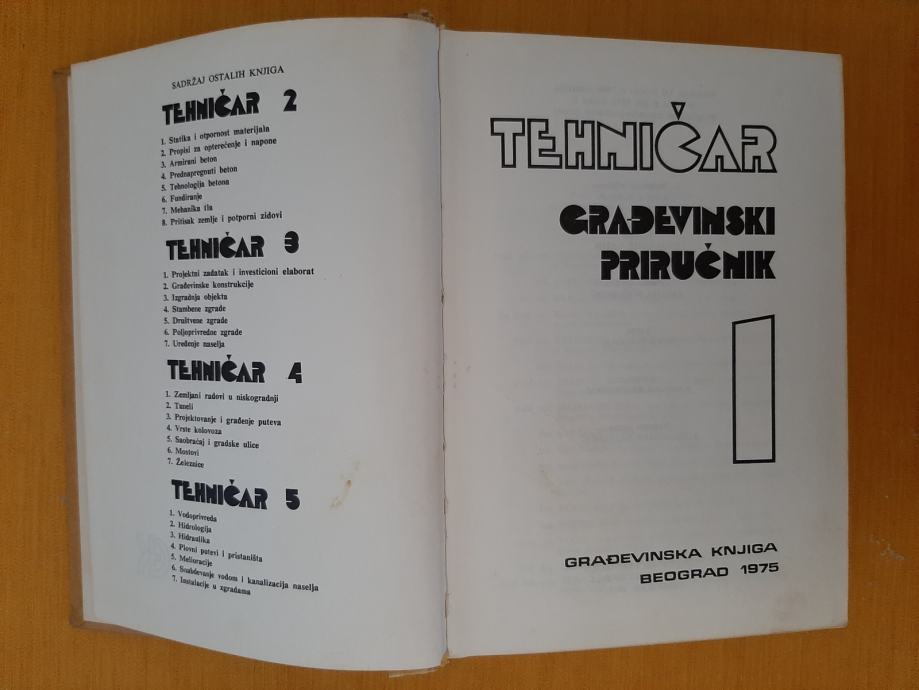 SADRŽAJ OSTALIH KNJIGA
TEHNIČAR 2
1. Statika i otpornost materijala
2. Propisi za opterećenje i napone
3. Armirani beton
4. Prednapregnuti beton
5. Tehnologija betona
6. Fundiranje
7. Mehanika tla
8. Pritisak zemlje i potporni zidovi
TEHNIČAR 3
1. Projektni zadatak i investicioni elaborat
2. Građevinske konstrukcije
3. Izgradnja objekta
4. Stambene zgrade
5. Društvene zgrade
6. Poljoprivredne zgrade
7. Uređenje naselja
TEHNIČAR 4
1. Zemljani radovi u niskogradnji
2. Tuneli
3. Projektovanje i građenje puteva
4. Vrste kolovoza
5. Saobraćaj i gradske ulice
6. Mostovi
7. Železnice
TEHNIČAR 5
1. Vodoprivreda
2. Hidrologija
3. Hidraulika
4. Plovni putevi i pristaništa
5. Melioracije
6. Snabdevanje vodom i kanalizacija naselja
7. Instalacije u zgradama
TEHNIČAR
GRAĐEVINSKI
PRIRUČNIK
1
GRAĐEVINSKA KNJIGA
BEOGRAD 1975